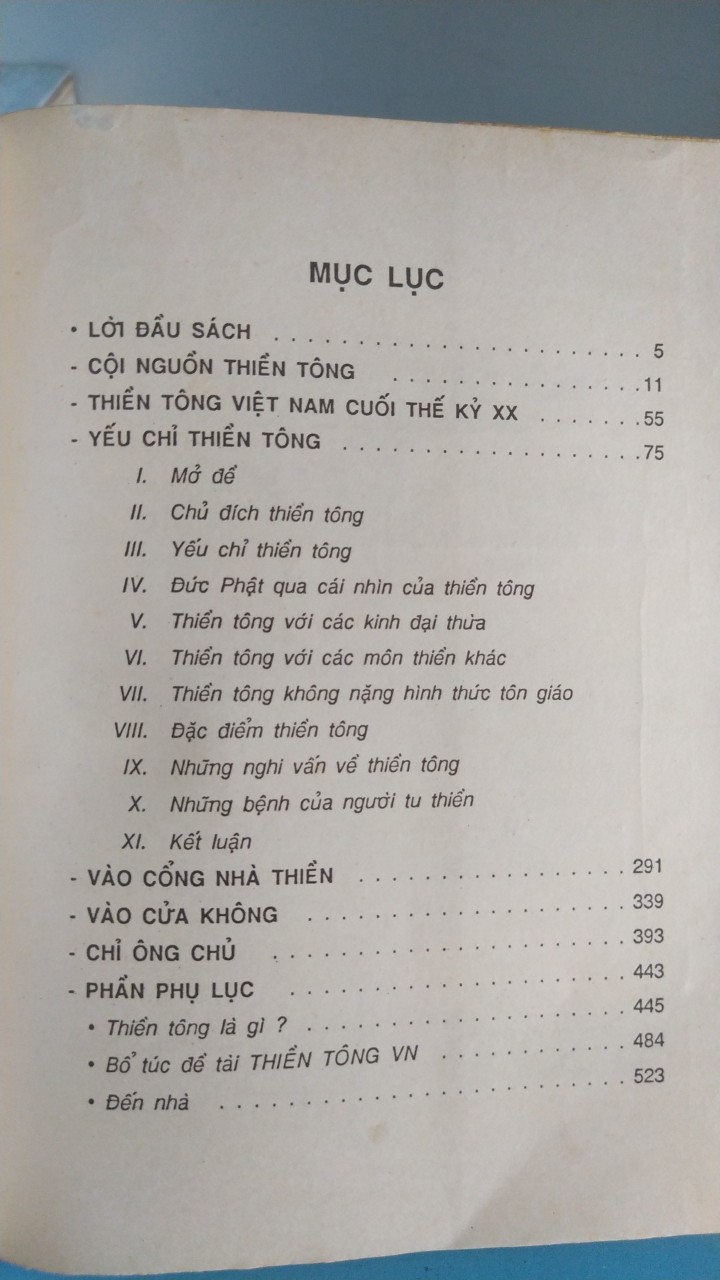 MỤC LỤC
• LỜI ĐẦU SÁCH . . . . . . . . . . . . . . . . . . . . . . 5
- CỘI NGUỒN THIỀN TÔNG . . . . . . . . . . . . . . . 11
- THIỀN TÔNG VIỆT NAM CUỐI THẾ KỶ XX . . . . . . . 55
- YẾU CHỈ THIỀN TÔNG . . . . . . . . . . . . . . . . . . 75
I. Mở đề
II. Chủ đích thiền tông
III. Yếu chỉ thiền tông
IV. Đức Phật qua cái nhìn của thiền tông
V. Thiền tông với các kinh đại thừa
VI. Thiền tông với các môn thiền khác
VII. Thiền tông không nặng hình thức tôn giáo
VIII. Đặc điểm thiền tông
IX. Những nghi vấn về thiền tông
X. Những bệnh của người tu thiền
XI. Kết luận
- VÀO CỔNG NHÀ THIỀN . . . . . . . . . . . . . . . . 291
- VÀO CỬA KHÔNG . . . . . . . . . . . . . . . . . . . 339
- CHỈ ÔNG CHỦ . . . . . . . . . . . . . . . . . . . . . 393
- PHẦN PHỤ LỤC . . . . . . . . . . . . . . . . . . . . 443
• Thiền tông là gì ? . . . . . . . . . . . . . . . . . . . 445
• Bổ túc đề tài THIỀN TÔNG VN . . . . . . . . . . . 484
• Đến nhà . . . . . . . . . . . . . . . . . . . . . . . . 523